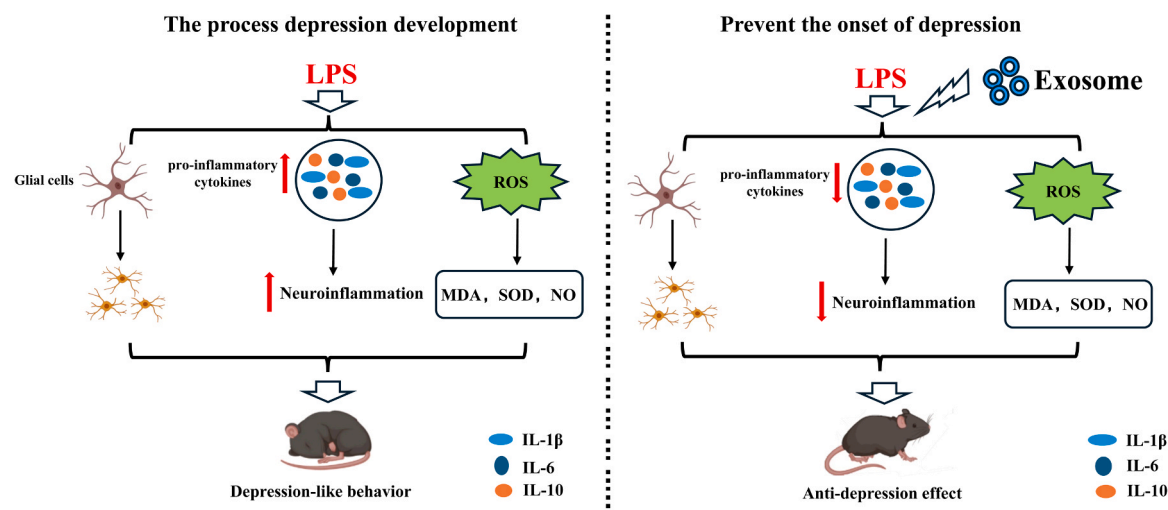 The process depression development
LPS
Glial cells
pro-inflammatory
cytokines
ROS
Neuroinflammation
MDA, SOD, NO
Depression-like behavior
IL-1β
IL-6
IL-10
Prevent the onset of depression
LPS
Exosome
pro-inflammatory
cytokines
ROS
Neuroinflammation
MDA, SOD, NO
Anti-depression effect
IL-1β
IL-6
IL-10